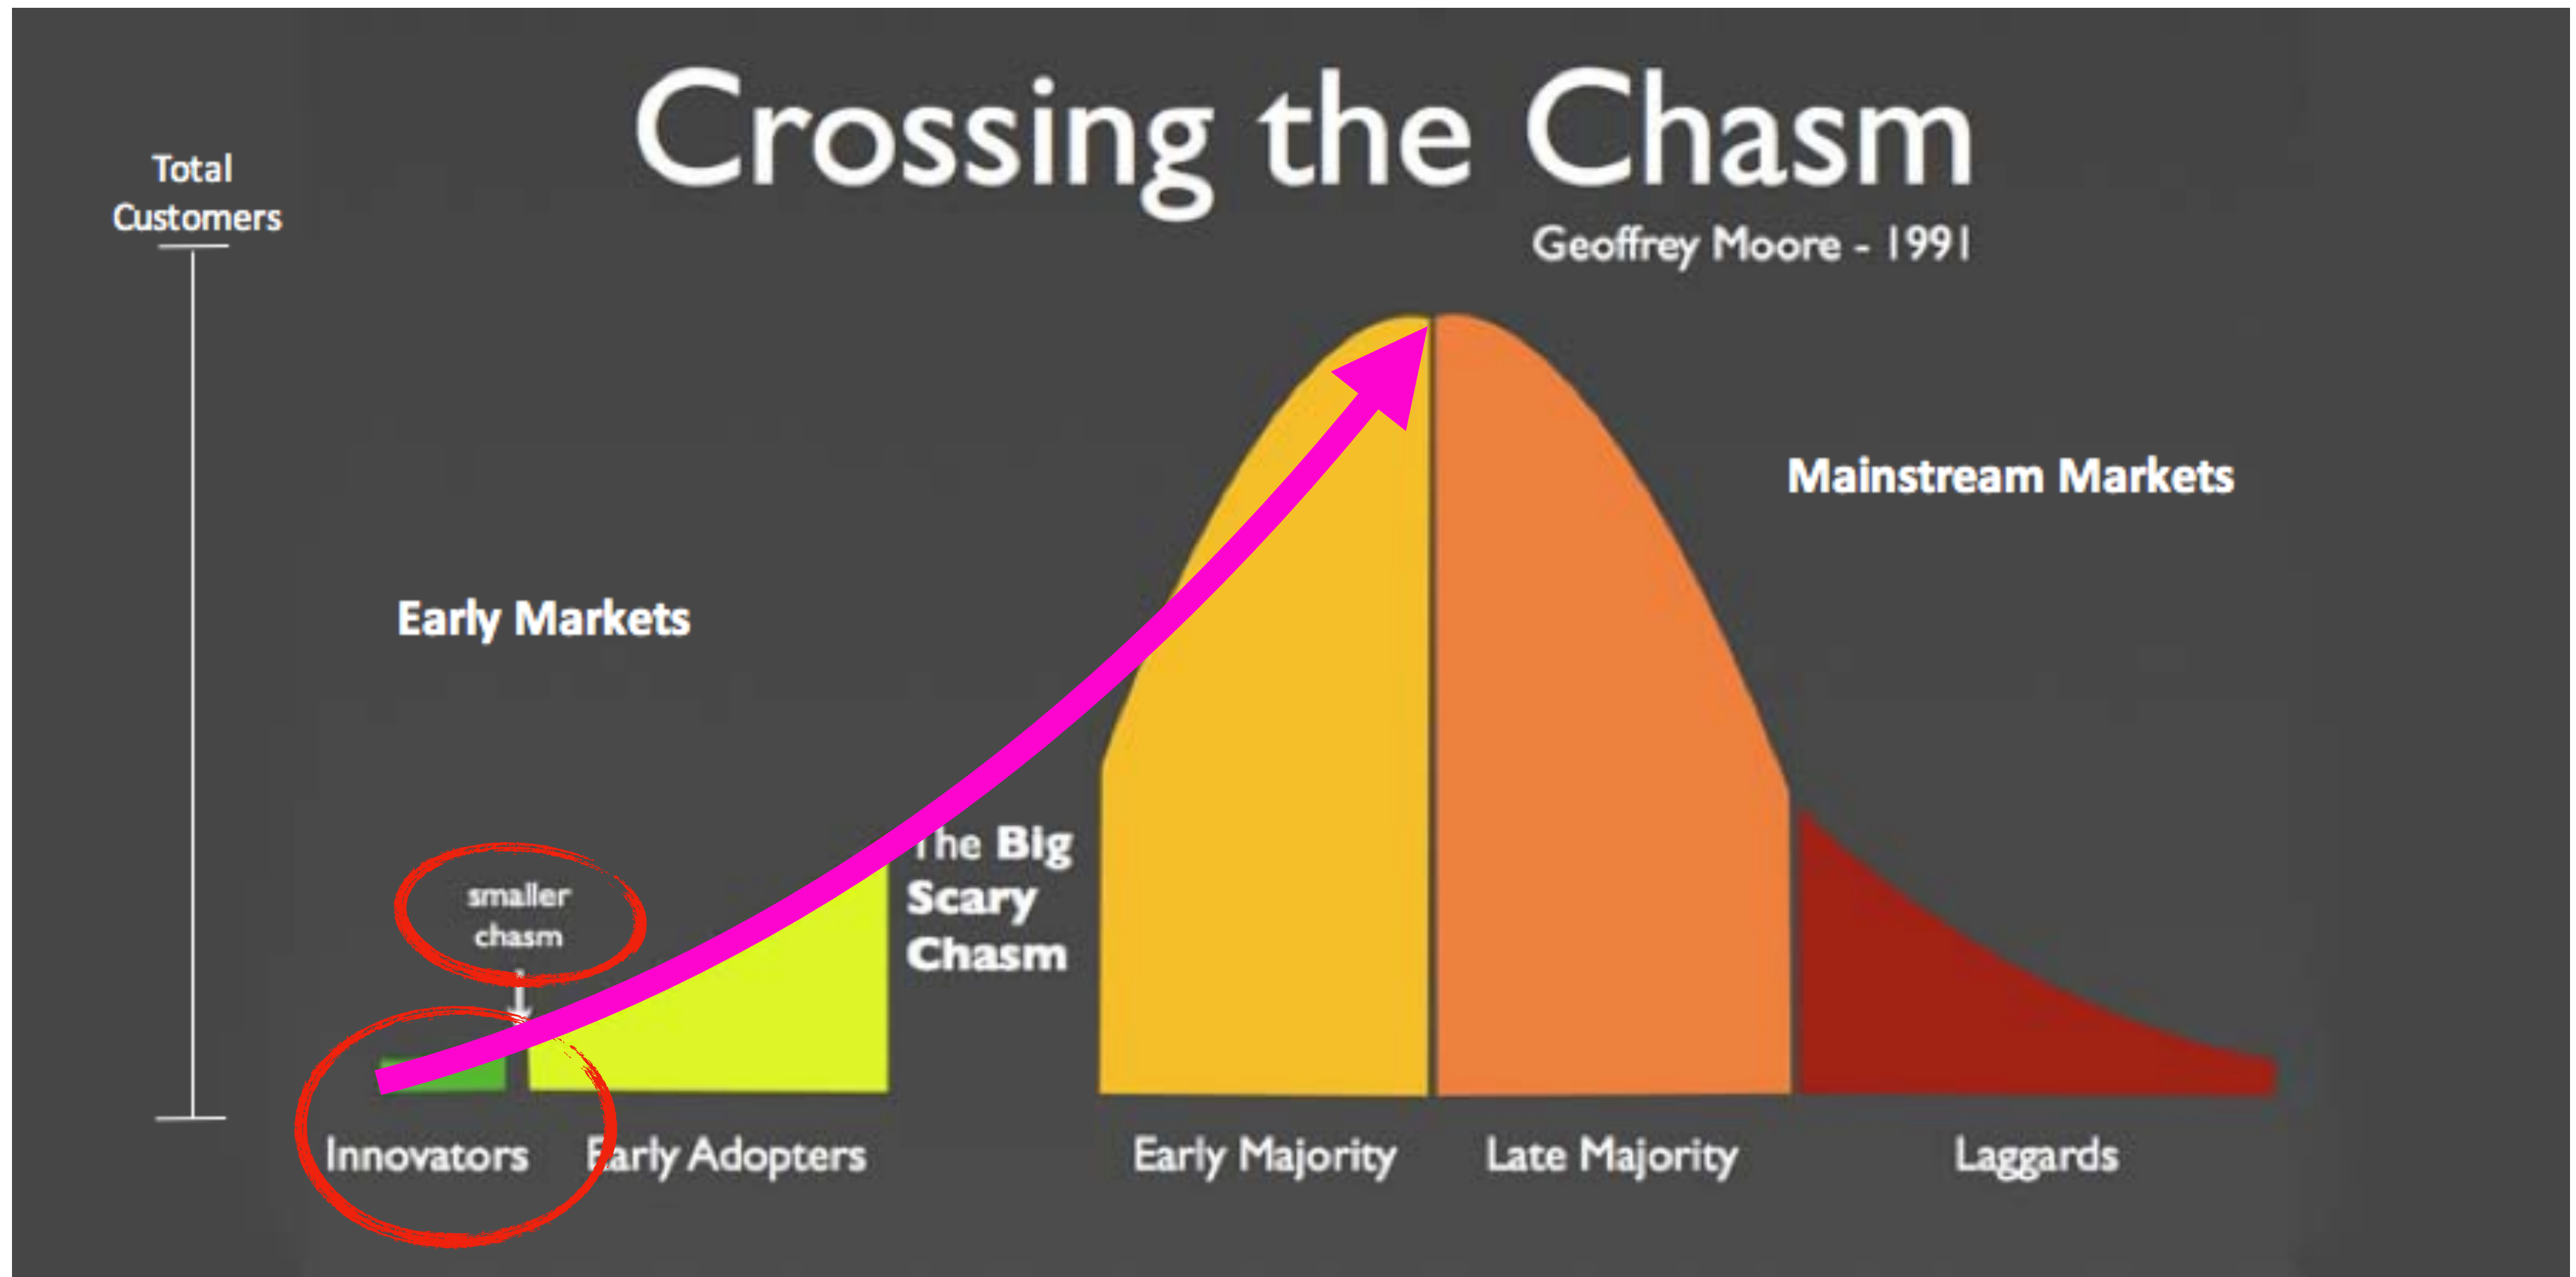 Crossing the Chasm
Geoffrey Moore - 1991
Total
Customers
Mainstream Markets
Early Markets
The Big
Scary
Chasm
smaller
chasm
Innovators
Early Adopters
Early Majority
Late Majority
Laggards